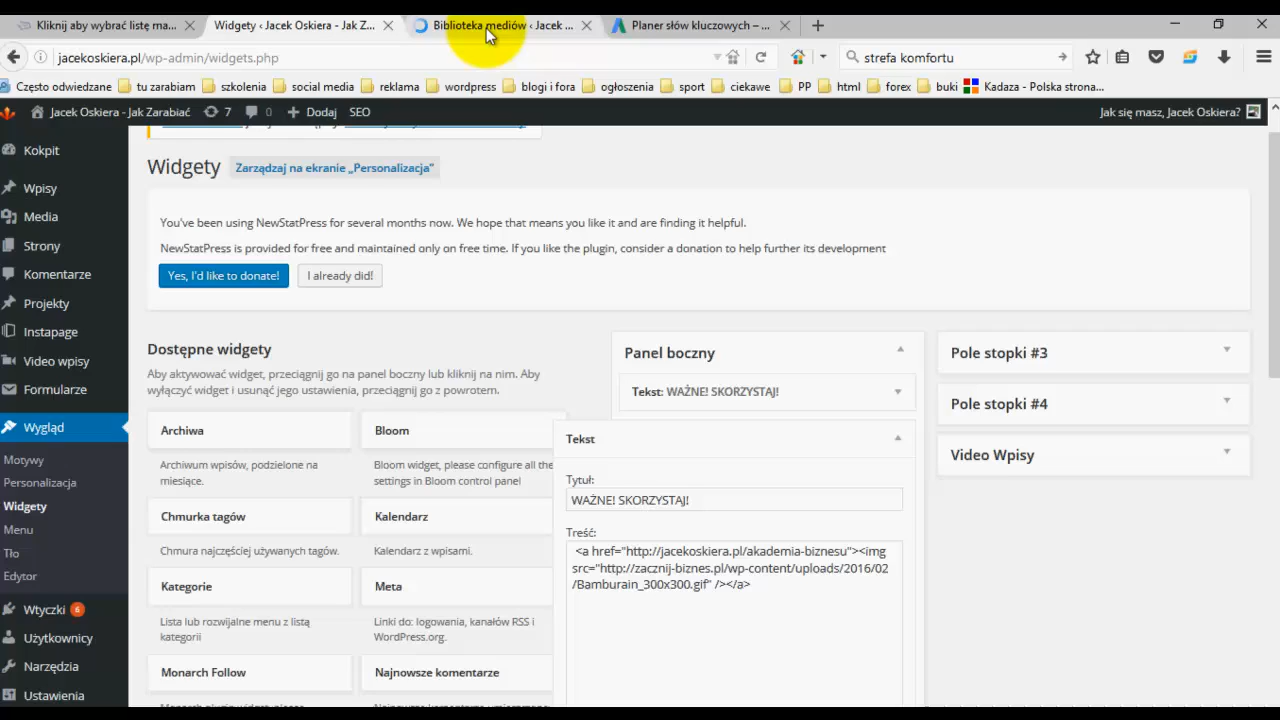 Kliknij aby wybrać listę ma...
Widgety ‹ Jacek Oskiera - Jak Z...
Biblioteka mediów ‹ Jacek ...
Planer słów kluczowych – ...
jacekoskiera.pl/wp-admin/widgets.php
strefa komfortu
Często odwiedzane
tu zarabiam
szkolenia
social media
reklama
wordpress
blogi i fora
ogłoszenia
sport
ciekawe
PP
html
forex
buki
Kadaza - Polska strona...
Jacek Oskiera - Jak Zarabiać
7
0
Dodaj
SEO
Jak się masz, Jacek Oskiera?
Kokpit
Wpisy
Media
Strony
Komentarze
Projekty
Instapage
Video wpisy
Formularze
Wygląd
Motywy
Personalizacja
Widgety
Menu
Tło
Edytor
Wtyczki 6
Użytkownicy
Narzędzia
Ustawienia
Widgety
Zarządzaj na ekranie „Personalizacja”
You've been using NewStatPress for several months now. We hope that means you like it and are finding it helpful.
NewStatPress is provided for free and maintained only on free time. If you like the plugin, consider a donation to help further its development
Yes, I'd like to donate!
I already did!
Dostępne widgety
Aby aktywować widget, przeciągnij go na panel boczny lub kliknij na nim. Aby
wyłączyć widget i usunąć jego ustawienia, przeciągnij go z powrotem.
Archiwa
Archiwum wpisów, podzielone na
miesiące.
Bloom
Bloom widget, please configure all the
settings in Bloom control panel
Chmurka tagów
Chmura najczęściej używanych tagów.
Kalendarz
Kalendarz z wpisami.
Kategorie
Lista lub rozwijalne menu z listą
kategorii
Meta
Linki do: logowania, kanałów RSS i
WordPress.org.
Monarch Follow
Najnowsze komentarze
Panel boczny
Tekst: WAŻNE! SKORZYSTAJ!
Tekst
Tytuł:
WAŻNE! SKORZYSTAJ!
Treść:
<a href="http://jacekoskiera.pl/akademia-biznesu"><img
src="http://zacznij-biznes.pl/wp-content/uploads/2016/02
/Bamburain_300x300.gif" /></a>
Pole stopki #3
Pole stopki #4
Video Wpisy